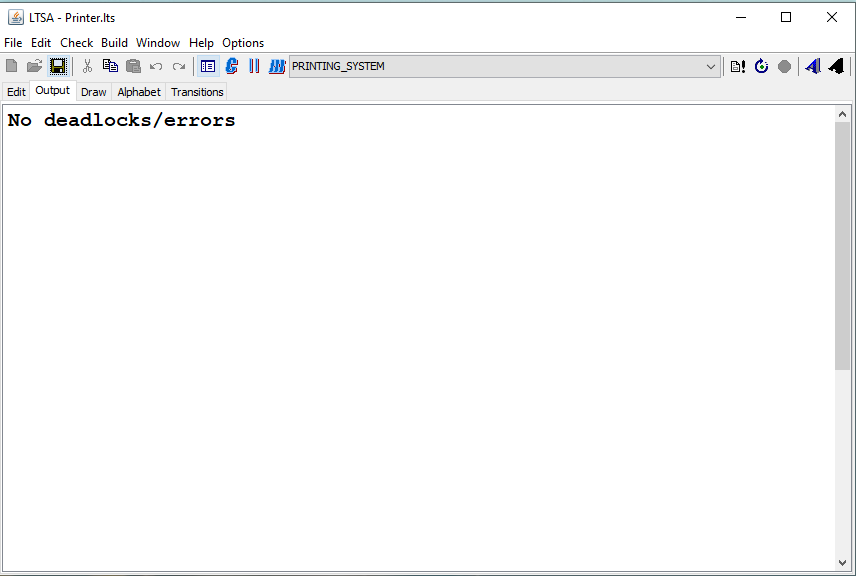 LTSA - Printer.lts
File Edit Check Build Window Help Options
PRINTING_SYSTEM
Edit Output Draw Alphabet Transitions
No deadlocks/errors